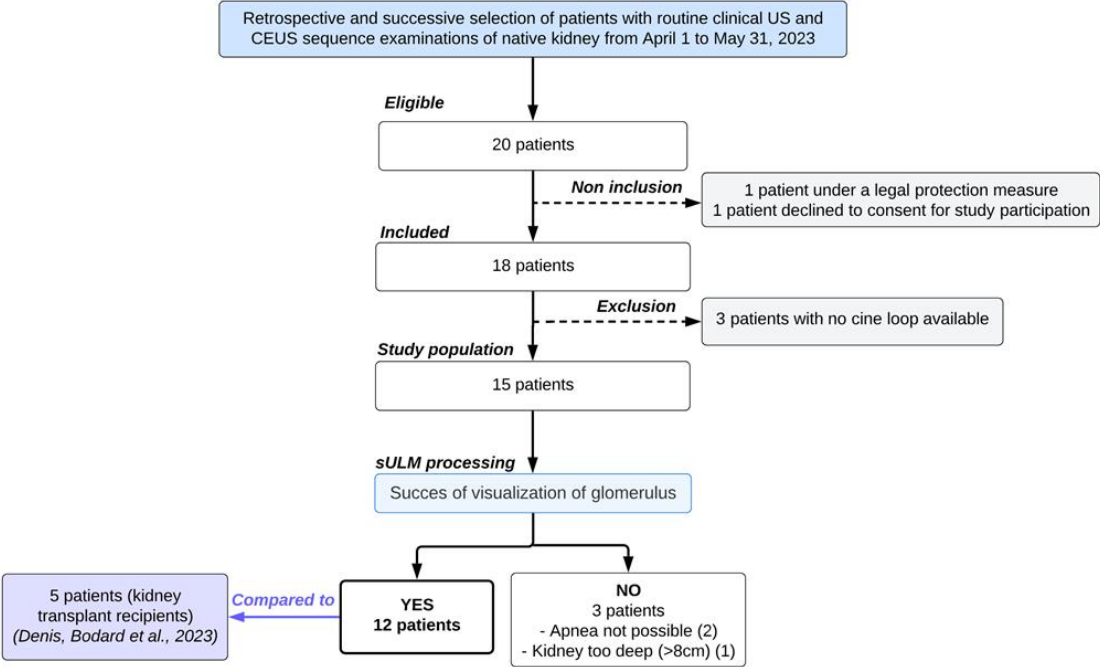 Retrospective and successive selection of patients with routine clinical US and
CEUS sequence examinations of native kidney from April 1 to May 31, 2023
Eligible
20 patients
Non inclusion
1 patient under a legal protection measure
1 patient declined to consent for study participation
Included
18 patients
Exclusion
3 patients with no cine loop available
Study population
15 patients
sULM processing
Succes of visualization of glomerulus
5 patients (kidney
transplant recipients)
(Denis, Bodard et al., 2023)
Compared to
YES
12 patients
NO
3 patients
- Apnea not possible (2)
- Kidney too deep (>8cm) (1)